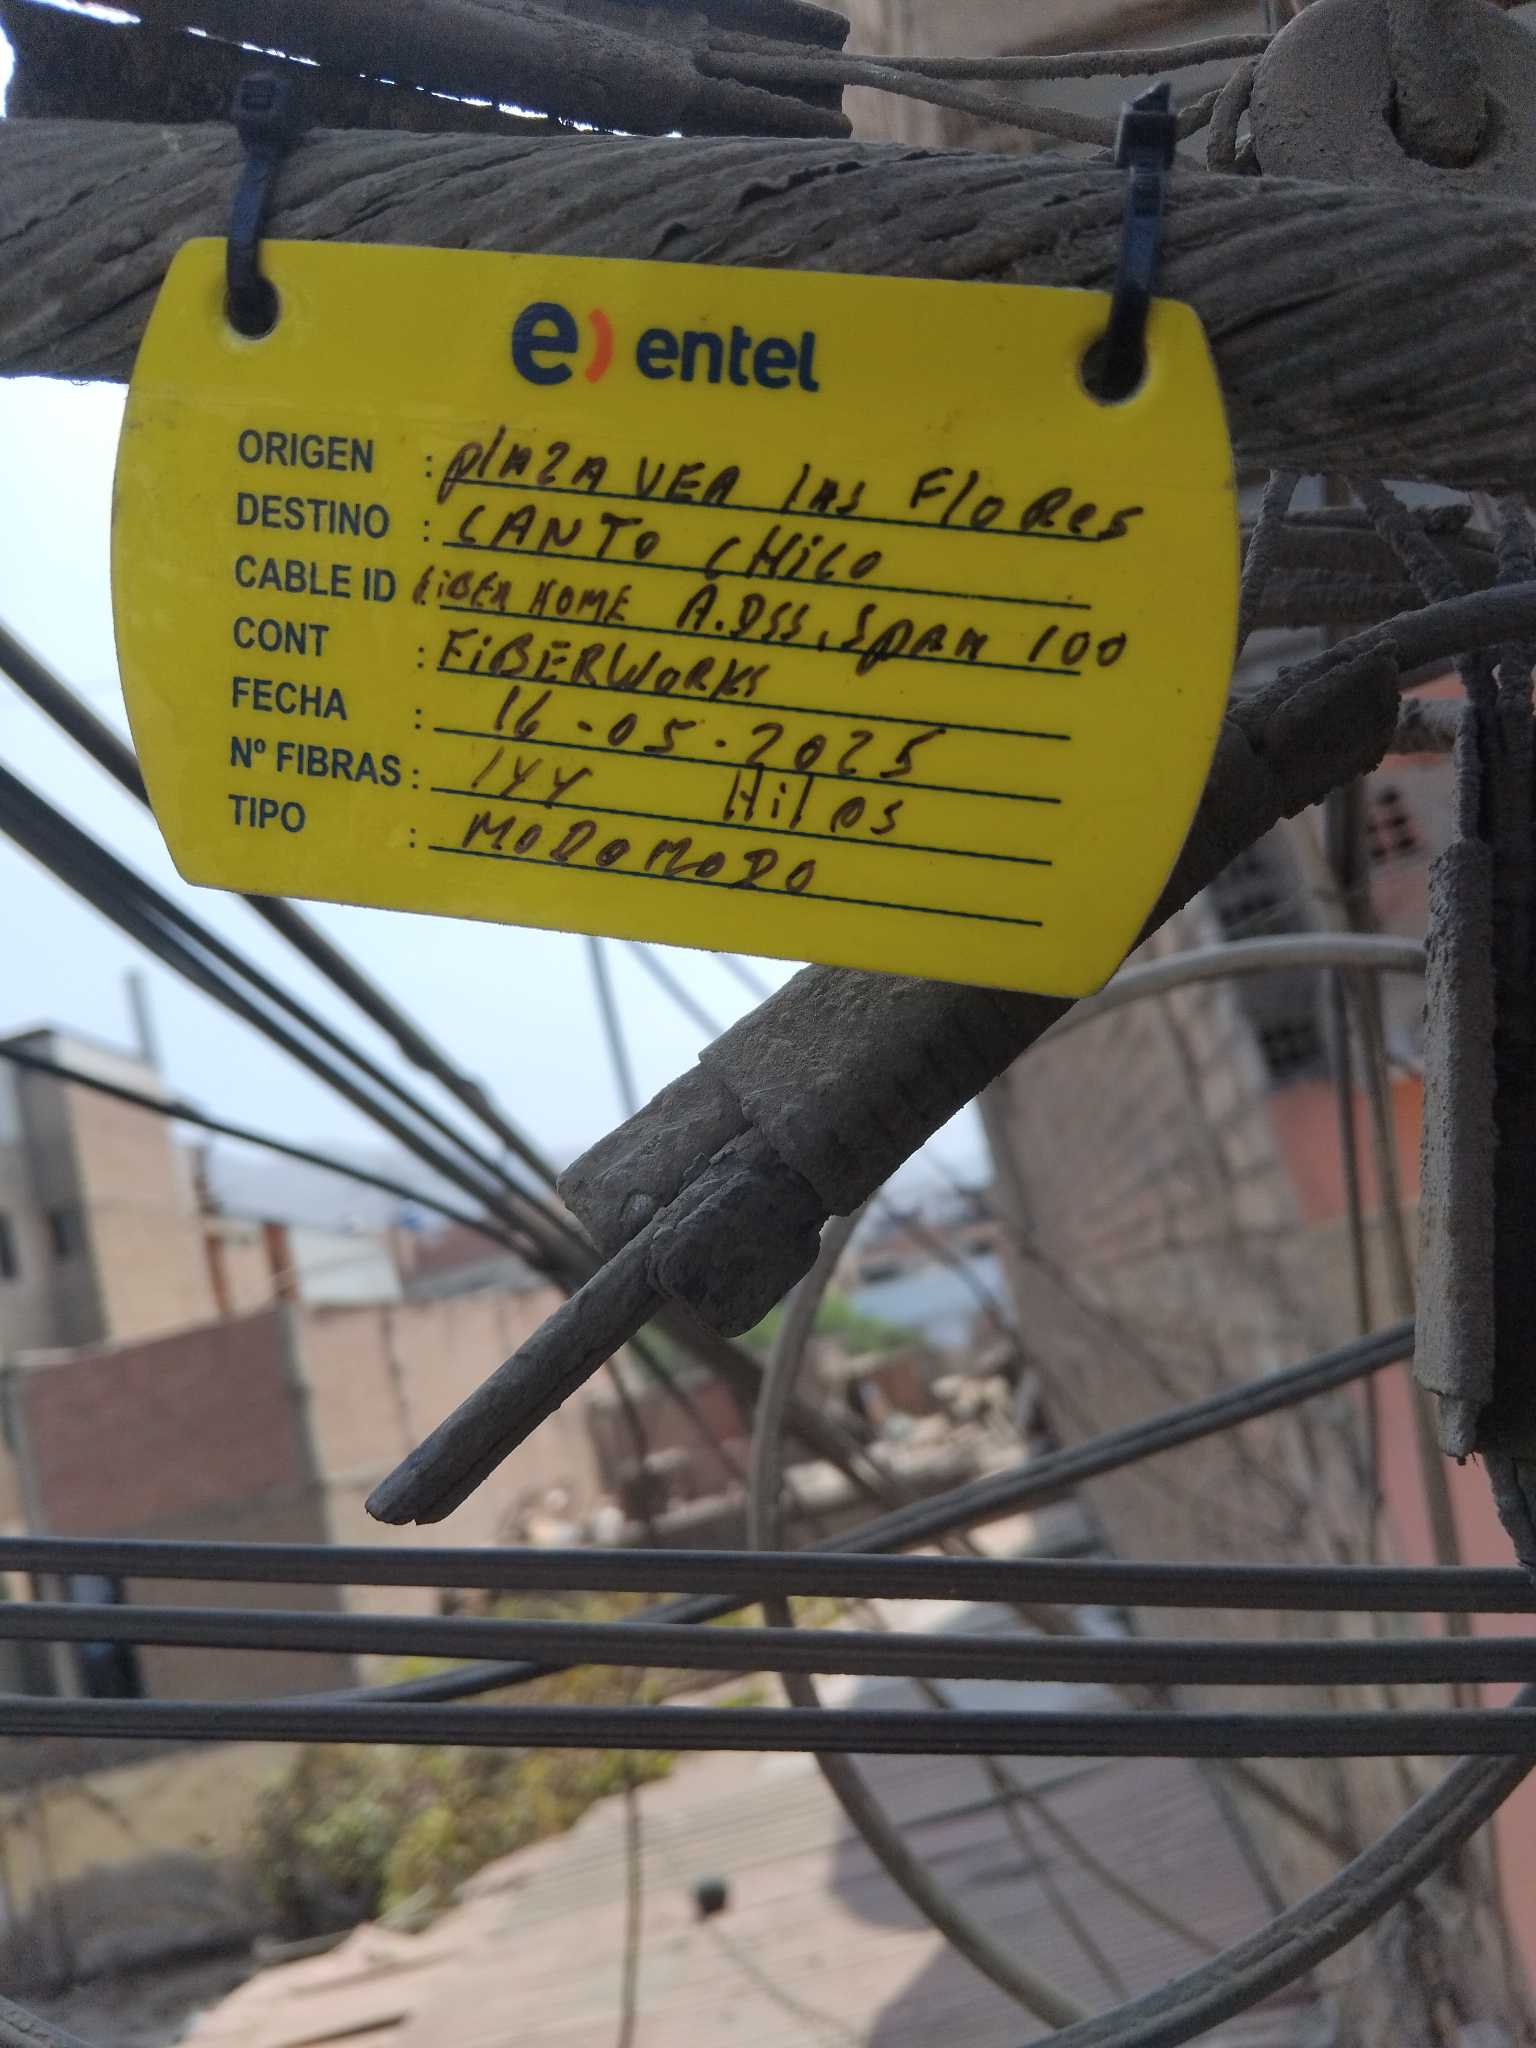 e) entel
ORIGEN : PlAZA VEA lAS FloRes
DESTINO : CANTO CHiCO
CABLE ID : FiBER HOME A.DSS, SPAN 100
CONT : FiBERWORKS
FECHA : 16-05-2025
Nº FIBRAS : 144 Hilos
TIPO : MODOMODO